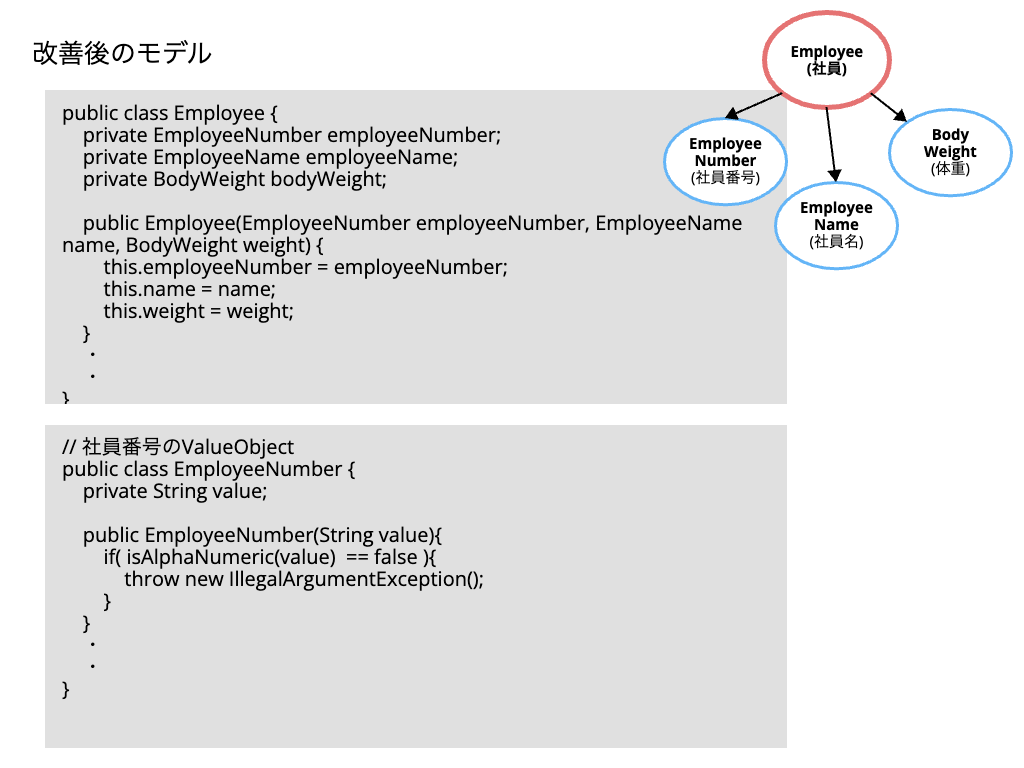 改善後のモデル
public class Employee {
    private EmployeeNumber employeeNumber;
    private EmployeeName employeeName;
    private BodyWeight bodyWeight;
    public Employee(EmployeeNumber employeeNumber, EmployeeName
name, BodyWeight weight) {
        this.employeeNumber = employeeNumber;
        this.name = name;
        this.weight = weight;
    }
    ・
    ・
}
// 社員番号のValueObject
public class EmployeeNumber {
    private String value;
    public EmployeeNumber(String value){
        if( isAlphaNumeric(value)  == false ){
            throw new IllegalArgumentException();
        }
    }
    ・
    ・
}
Employee
(社員)
Employee
Number
(社員番号)
Employee
Name
(社員名)
Body
Weight
(体重)